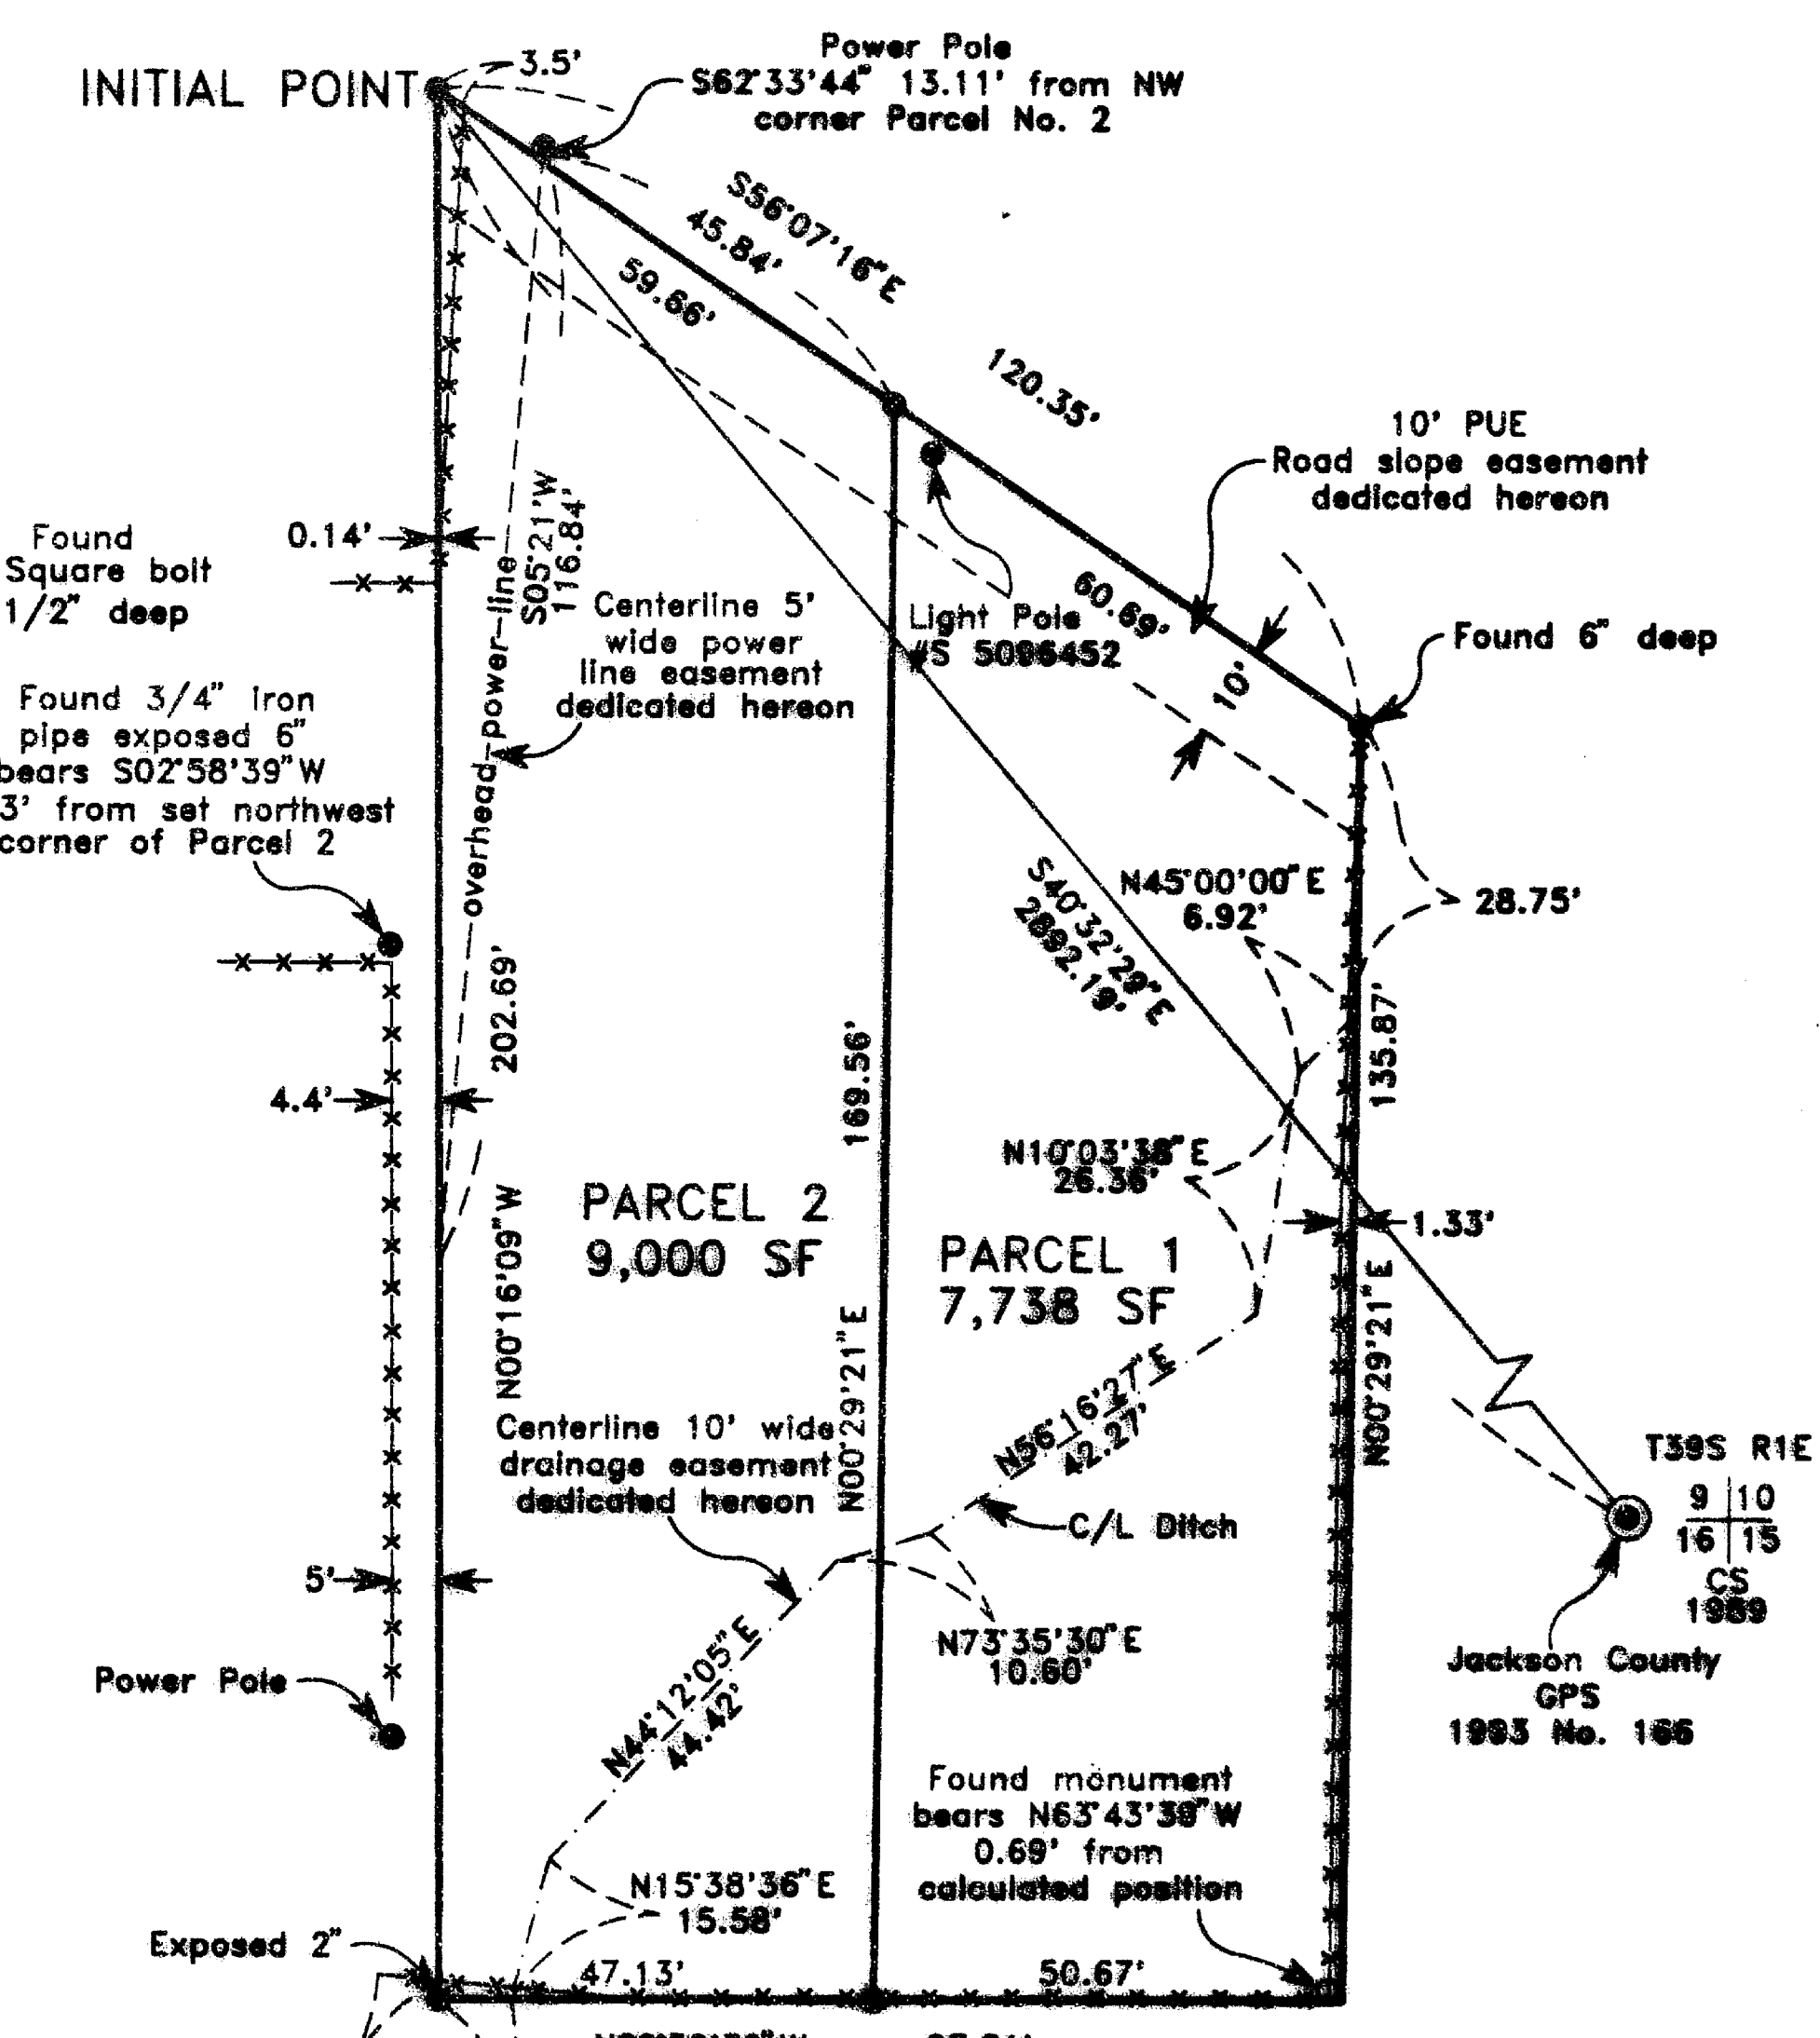 INITIAL POINT
3.5'
Power Pole
S62°33'44" 13.11' from NW
corner Parcel No. 2
S56°07'16"E
45.84'
59.66'
120.35'
10' PUE
Road slope easement
dedicated hereon
Found
Square bolt
1/2" deep
0.14'
S05°21'W
116.84'
Centerline 5'
wide power
line easement
dedicated hereon
overhead power line
Light Pole
#S 5096452
60.69'
10'
Found 6" deep
Found 3/4" iron
pipe exposed 6"
bears S02°58'39"W
3' from set northwest
corner of Parcel 2
S40°32'29"E
2692.19'
N45°00'00"E
6.92'
28.75'
202.69'
169.56'
135.87'
4.4'
N10°03'38"E
26.36'
1.33'
PARCEL 2
9,000 SF
PARCEL 1
7,738 SF
N00°16'09"W
N00°29'21"E
N00°29'21"E
N56°16'27"E
42.27'
Centerline 10' wide
drainage easement
dedicated hereon
C/L Ditch
T39S R1E
9 10
16 15
CS
1989
5'
N73°35'30"E
10.60'
N44°12'05"E
44.42'
Jackson County
GPS
1993 No. 166
Power Pole
Found monument
bears N63°43'39"W
0.69' from
calculated position
N15°38'36"E
15.58'
Exposed 2"
47.13'
50.67'